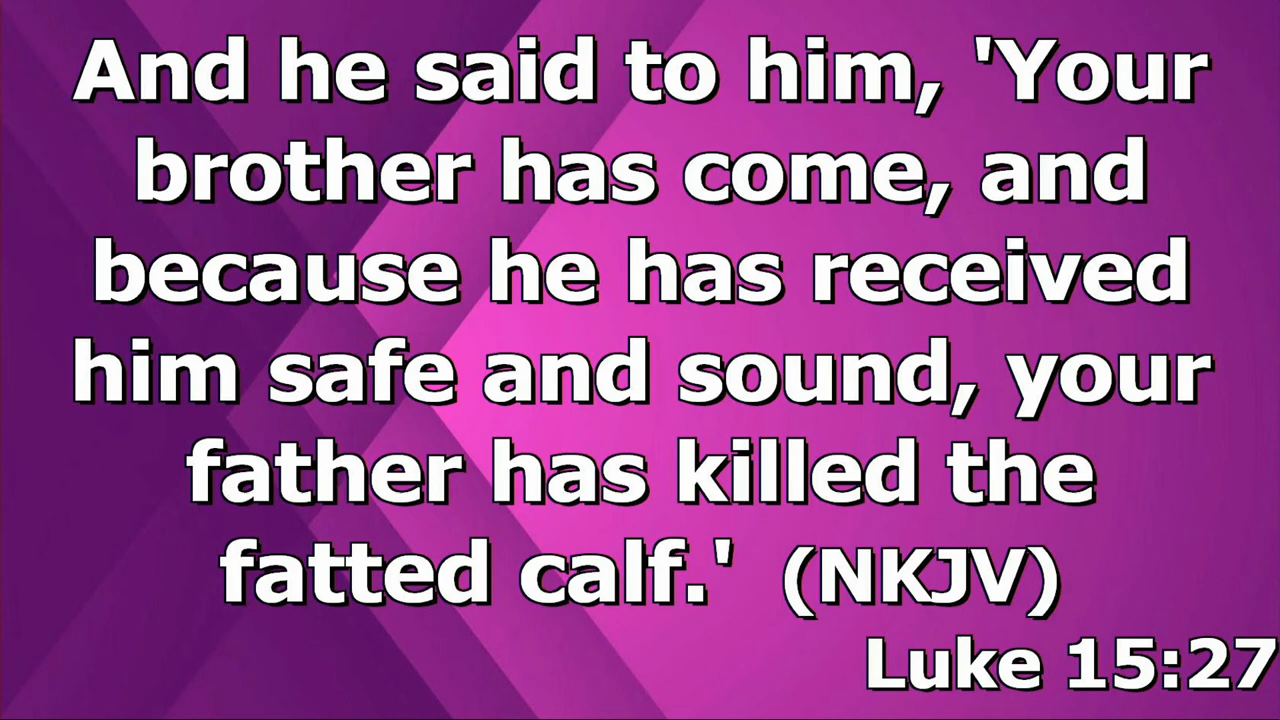 And he said to him, 'Your
brother has come, and
because he has received
him safe and sound, your
father has killed the
fatted calf.' (NKJV)
Luke 15:27